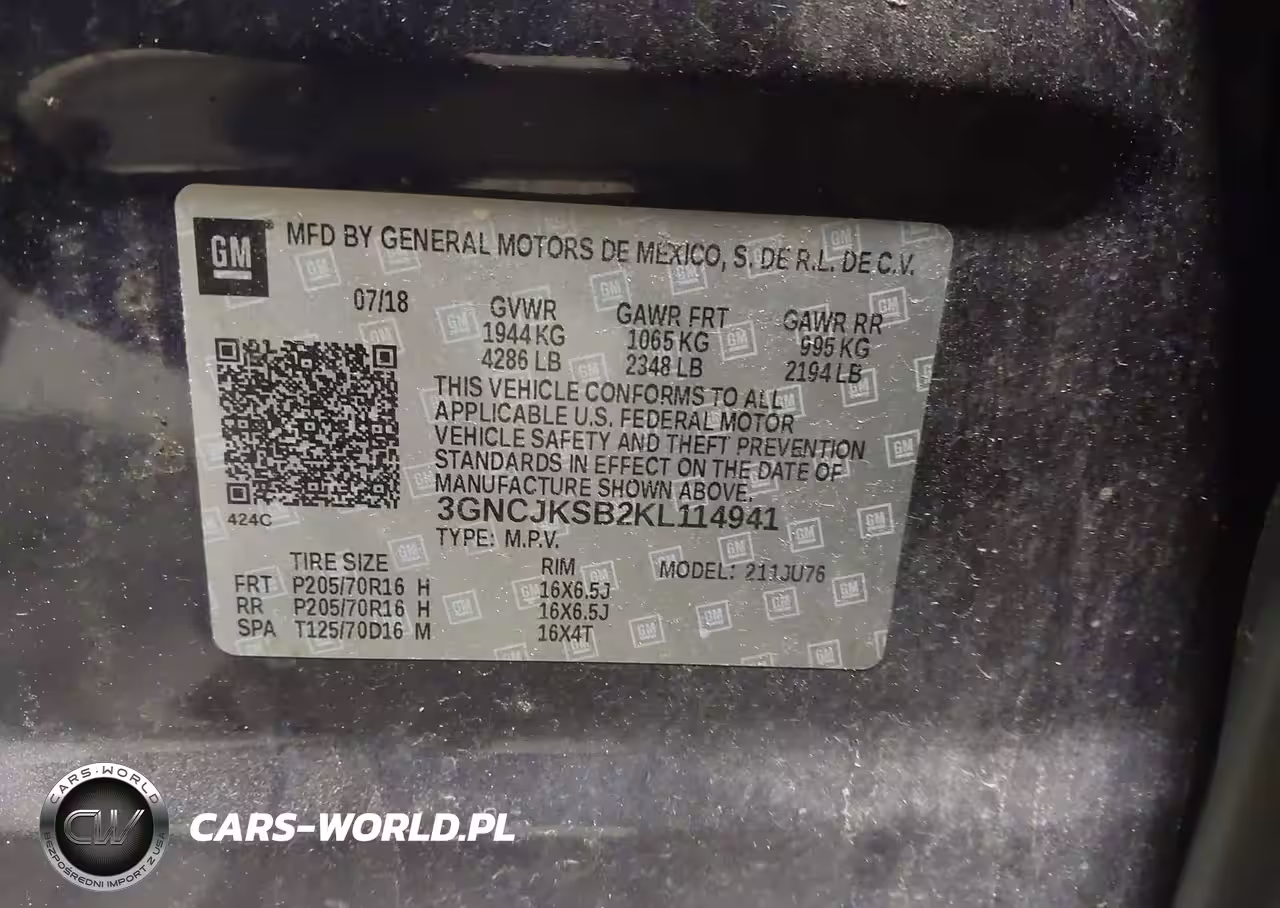 GM
MFD BY GENERAL MOTORS DE MEXICO, S. DE R.L. DE C.V.
07/18 GVWR GAWR FRT GAWR RR
1944 KG 1065 KG 995 KG
4286 LB 2348 LB 2194 LB
THIS VEHICLE CONFORMS TO ALL
APPLICABLE U.S. FEDERAL MOTOR
VEHICLE SAFETY AND THEFT PREVENTION
STANDARDS IN EFFECT ON THE DATE OF
MANUFACTURE SHOWN ABOVE.
424C
3GNCJKSB2KL114941
TYPE: M.P.V.
TIRE SIZE RIM MODEL: 211JU76
FRT P205/70R16 H 16X6.5J
RR P205/70R16 H 16X6.5J
SPA T125/70D16 M 16X4T
CARS-WORLD
CW
BEZPOŚREDNI IMPORT Z USA
CARS-WORLD.PL